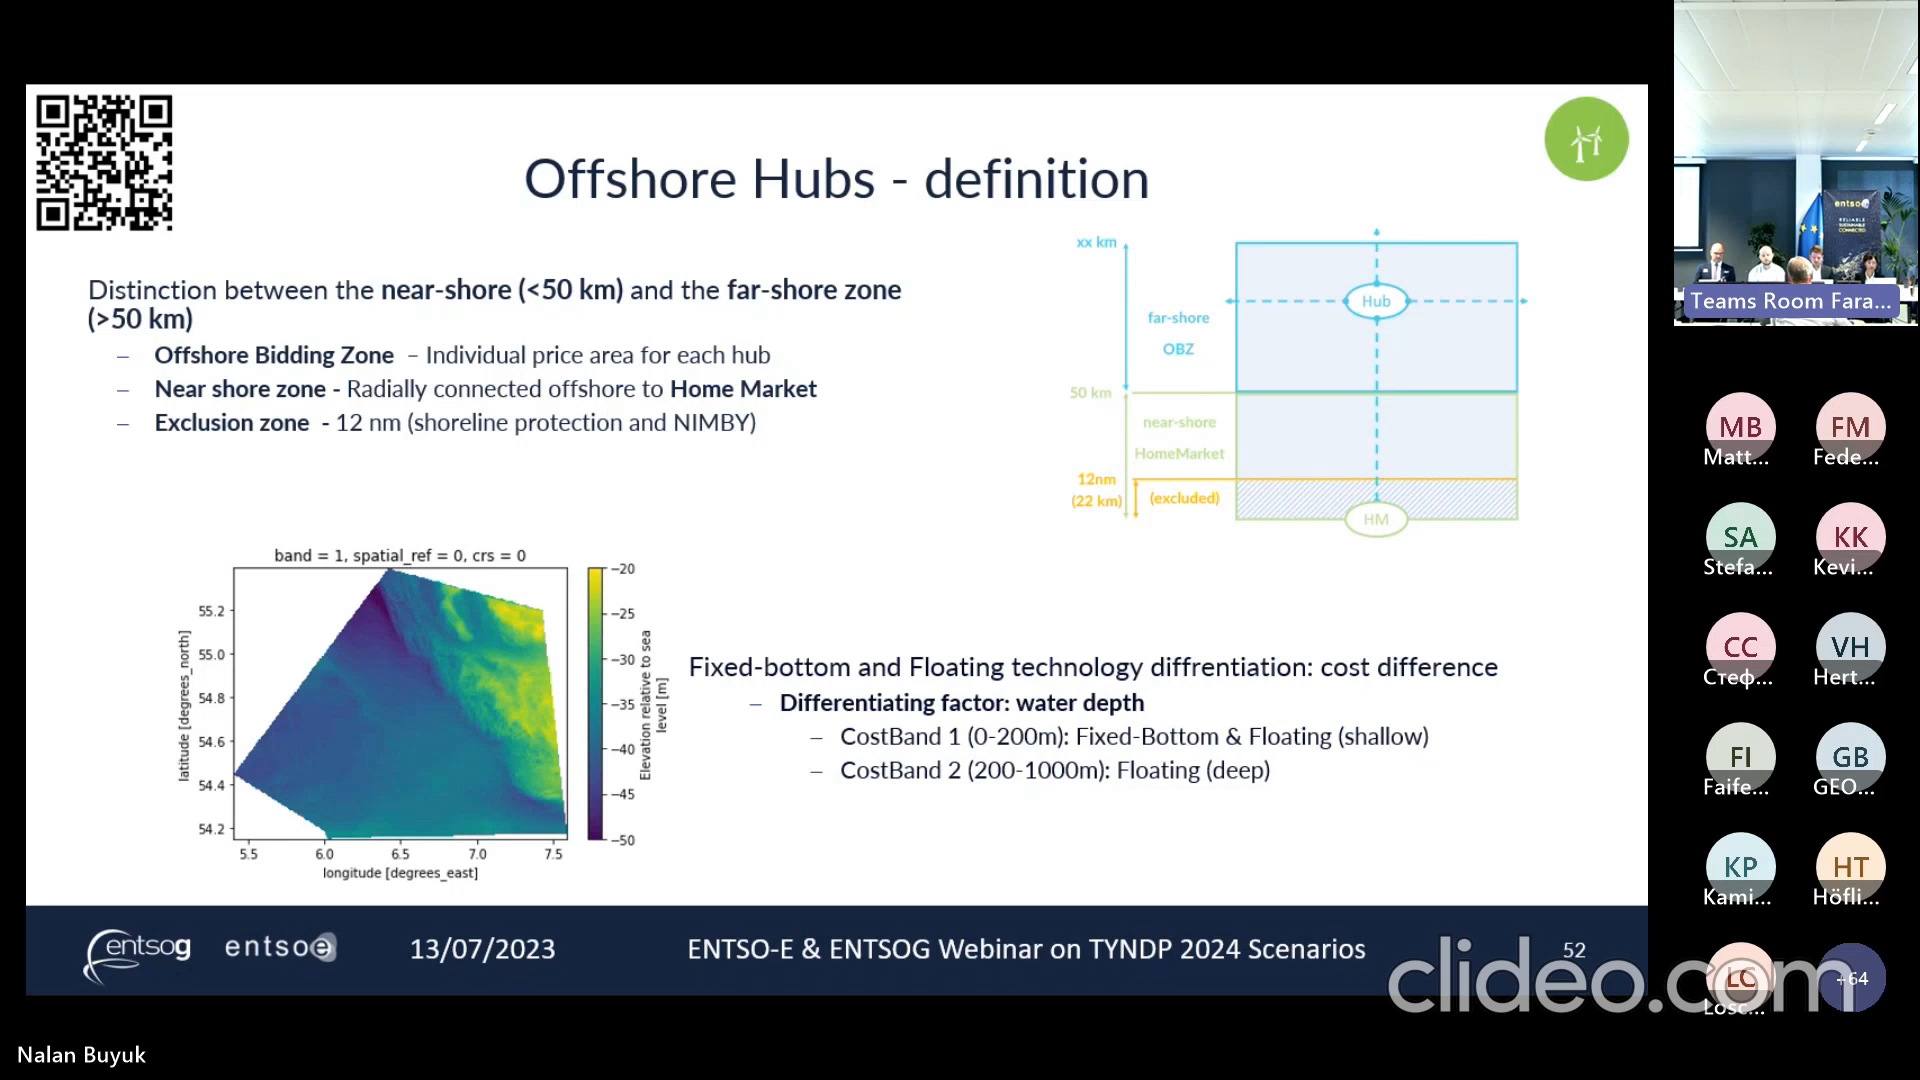 Offshore Hubs - definition
Distinction between the near-shore (<50 km) and the far-shore zone
(>50 km)
– Offshore Bidding Zone – Individual price area for each hub
– Near shore zone - Radially connected offshore to Home Market
– Exclusion zone - 12 nm (shoreline protection and NIMBY)
xx km
Hub
far-shore
OBZ
50 km
near-shore
HomeMarket
12nm
(22 km)
(excluded)
HM
band = 1, spatial_ref = 0, crs = 0
latitude [degrees_north]
55.2
55.0
54.8
54.6
54.4
54.2
5.5 6.0 6.5 7.0 7.5
longitude [degrees_east]
−20
−25
−30
−35
−40
−45
−50
Elevation relative to sea
level [m]
Fixed-bottom and Floating technology diffrentiation: cost difference
– Differentiating factor: water depth
– CostBand 1 (0-200m): Fixed-Bottom & Floating (shallow)
– CostBand 2 (200-1000m): Floating (deep)
entsog entsoe 13/07/2023 ENTSO-E & ENTSOG Webinar on TYNDP 2024 Scenarios 52
clideo.com
Nalan Buyuk
entsoe
RELIABLE
SUSTAINABLE
CONNECTED
Teams Room Fara...
MB FM
Matt... Fede...
SA KK
Stefa... Kevi...
CC VH
Стеф... Hert...
FI GB
Faife... GEO...
KP HT
Kami... Höfli...
LC +64
Losc...